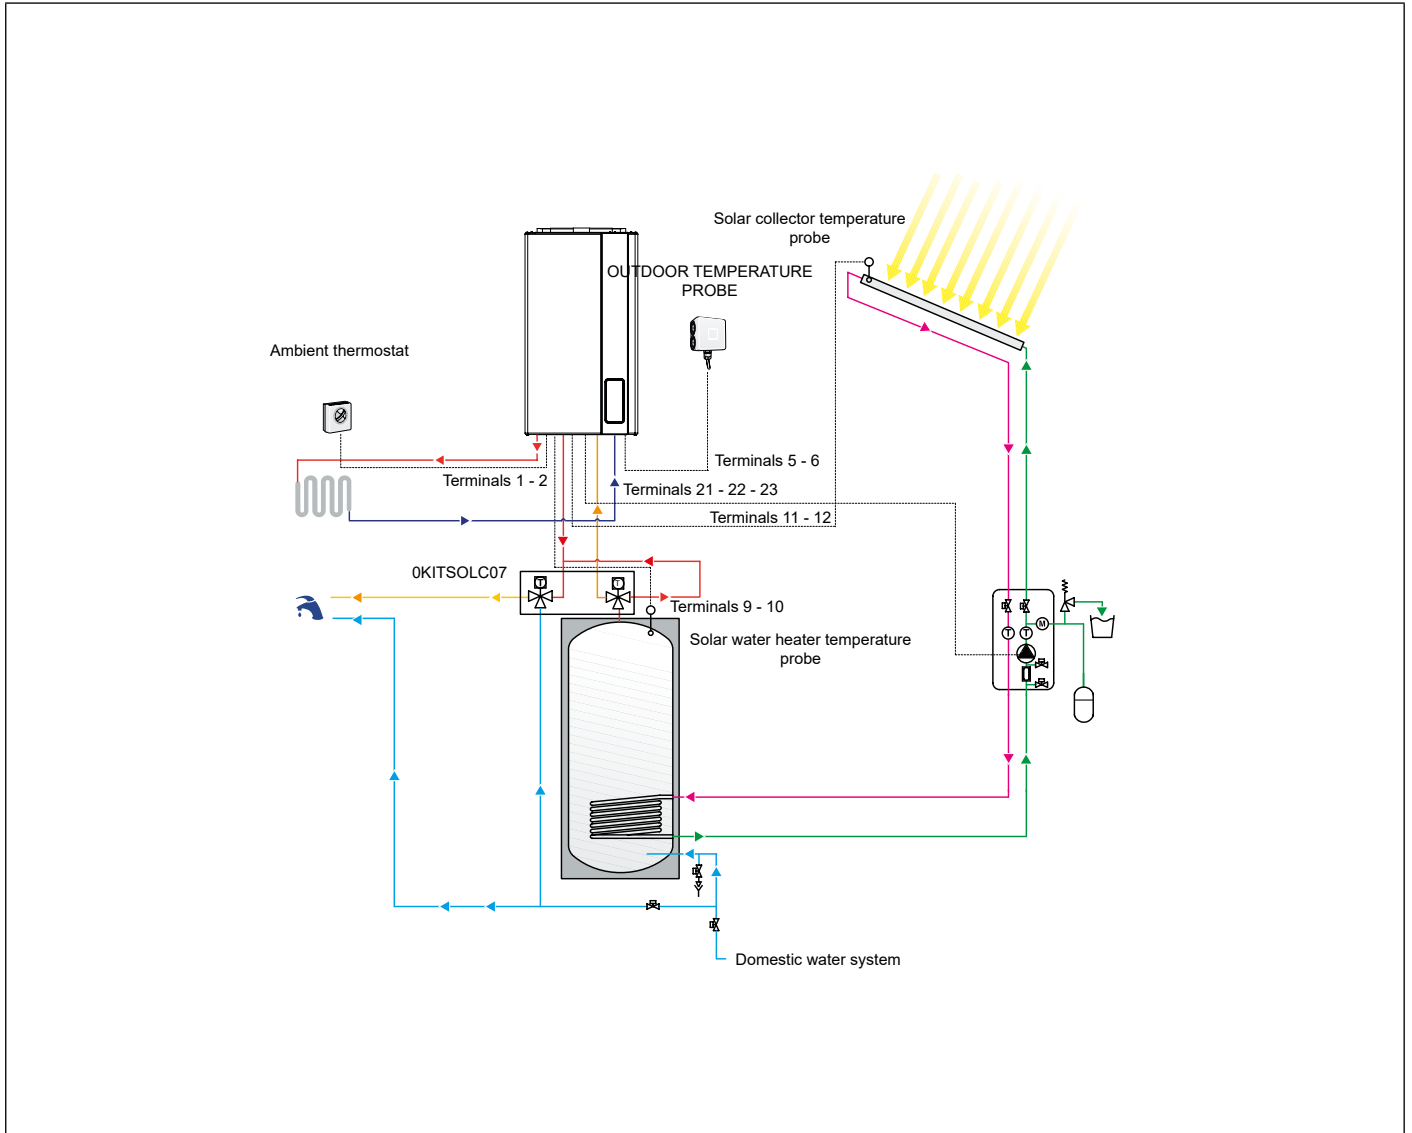 Solar collector temperature
probe
OUTDOOR TEMPERATURE
PROBE
Ambient thermostat
Terminals 5 - 6
Terminals 1 - 2
Terminals 21 - 22 - 23
Terminals 11 - 12
0KITSOLC07
T
T
Terminals 9 - 10
Solar water heater temperature
probe
M
T
T
Domestic water system